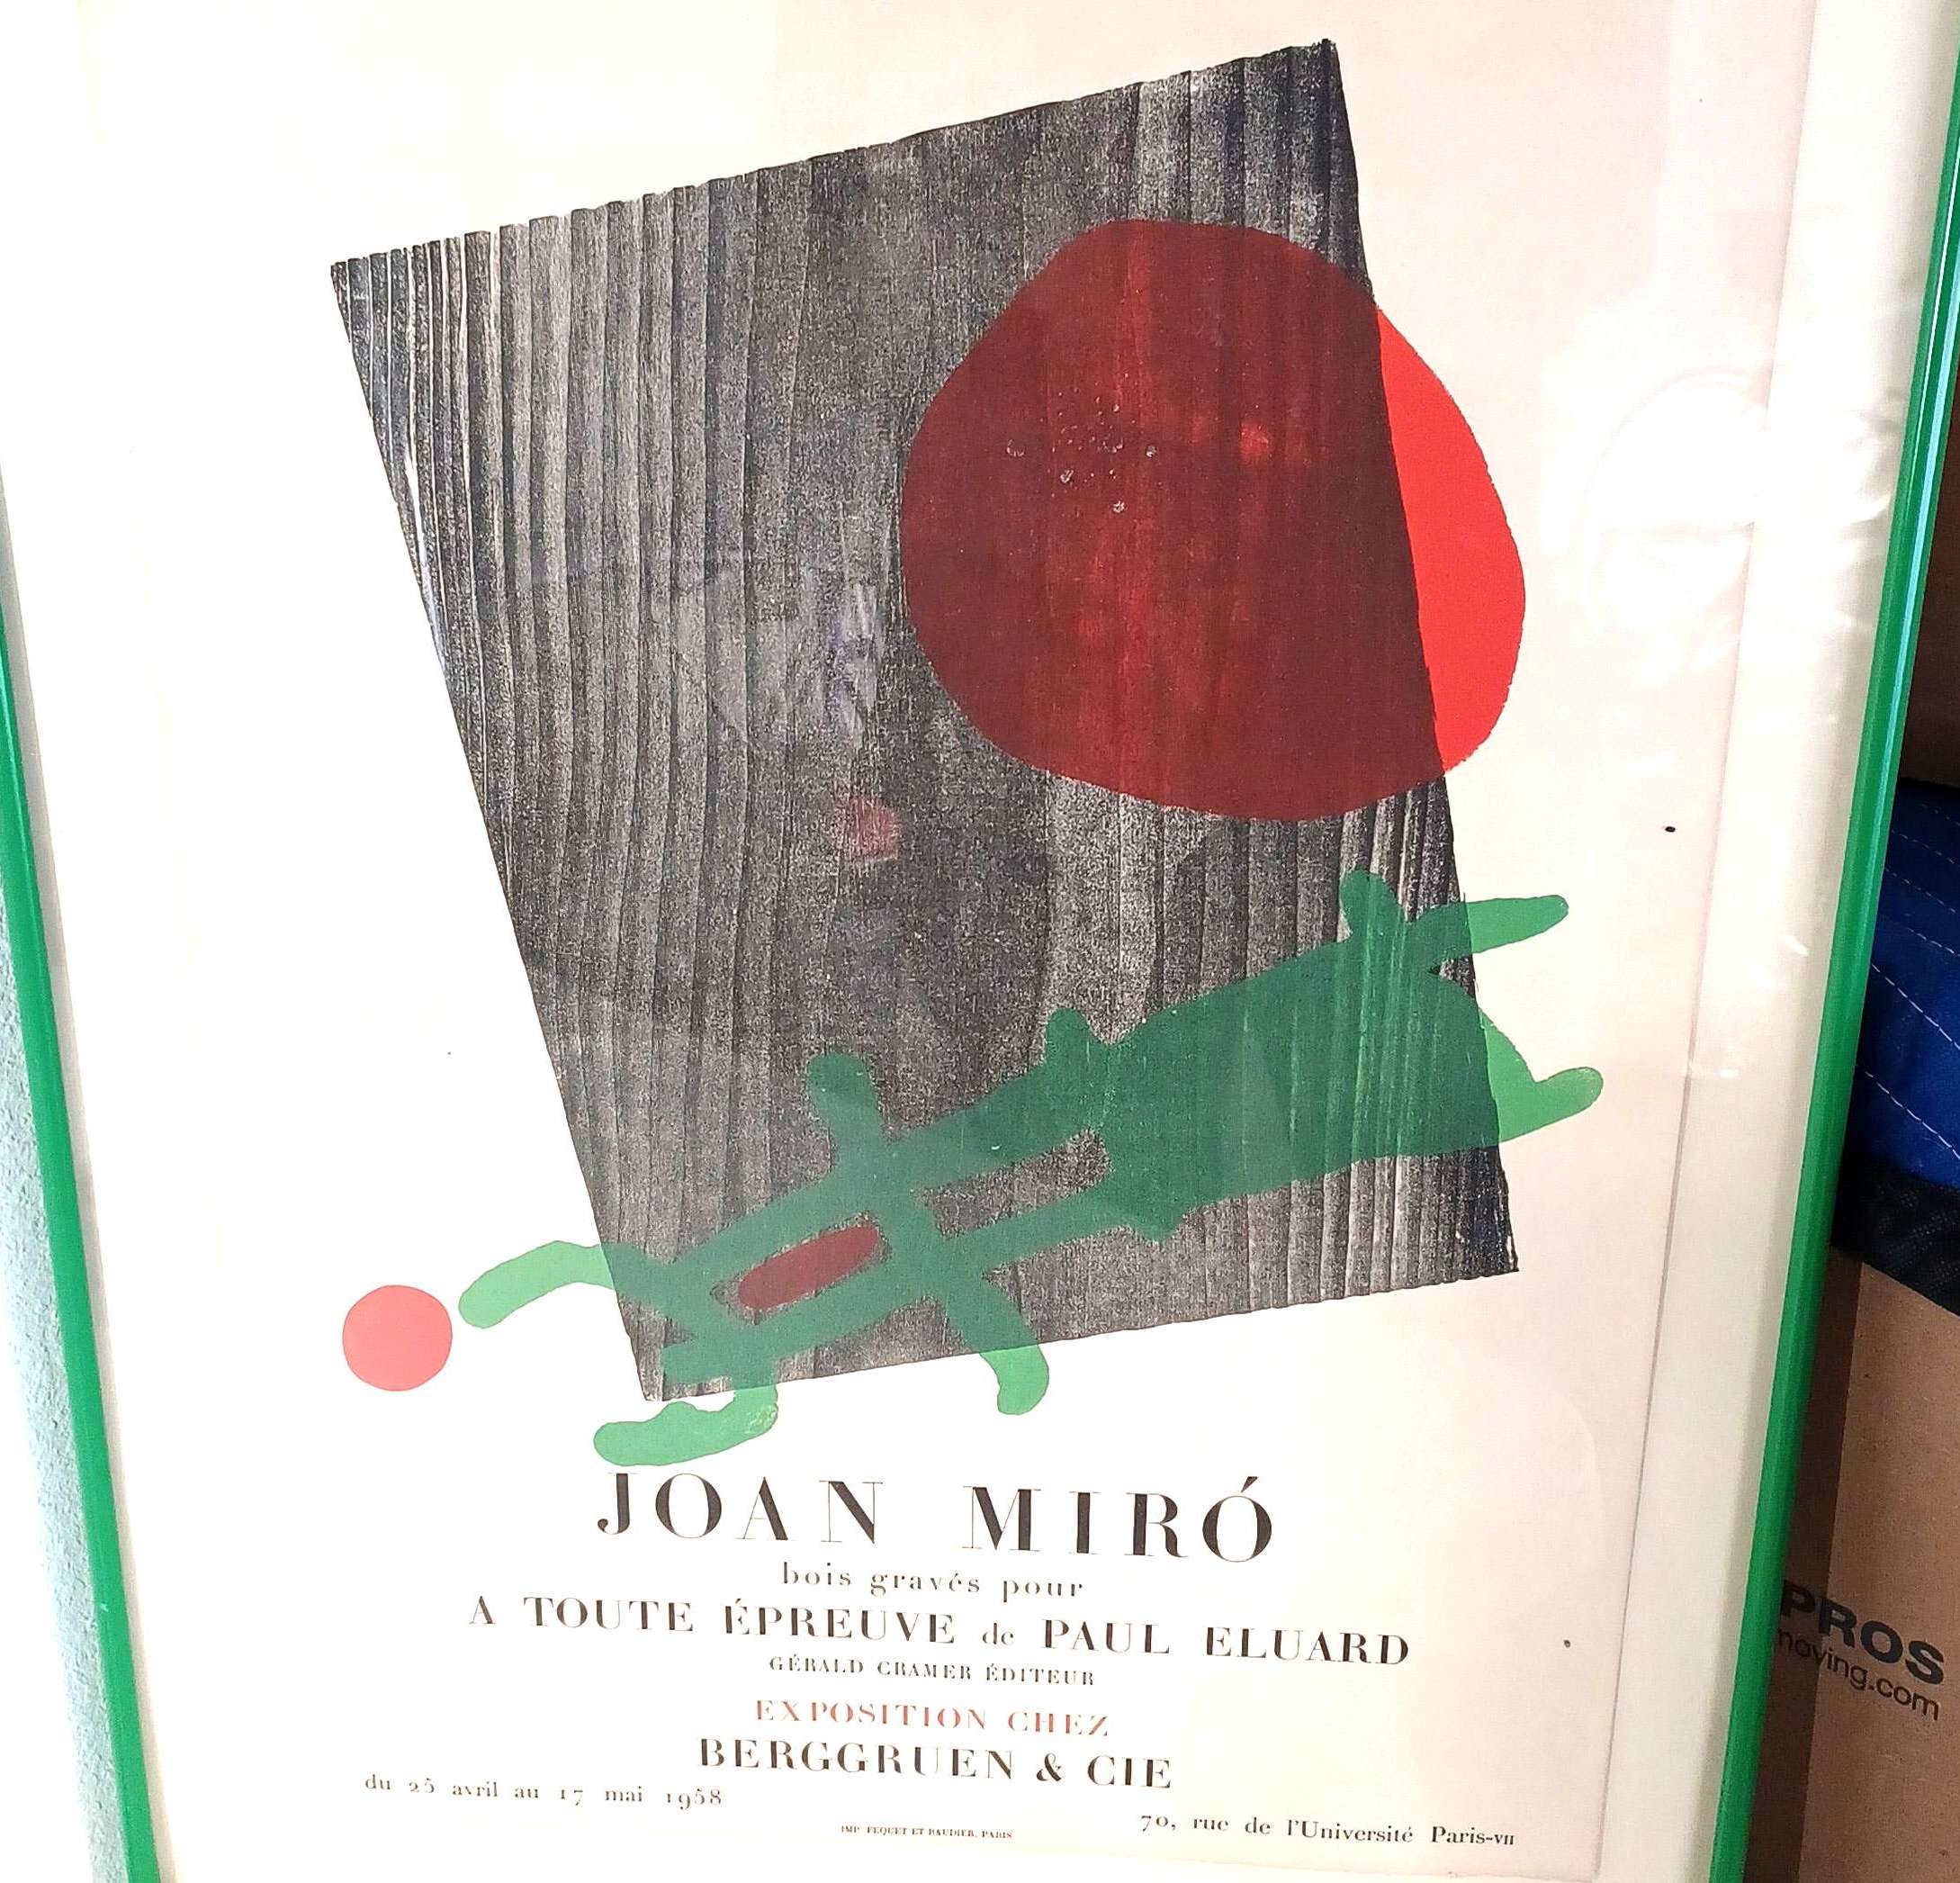 JOAN MIRÓ
bois gravés pour
A TOUTE ÉPREUVE de PAUL ELUARD
GÉRALD CRAMER ÉDITEUR
EXPOSITION CHEZ
BERGGRUEN & CIE
du 25 avril au 17 mai 1958
70, rue de l'Université Paris-VII
IMP. FEQUET ET BAUDIER, PARIS
PROS
moving.com